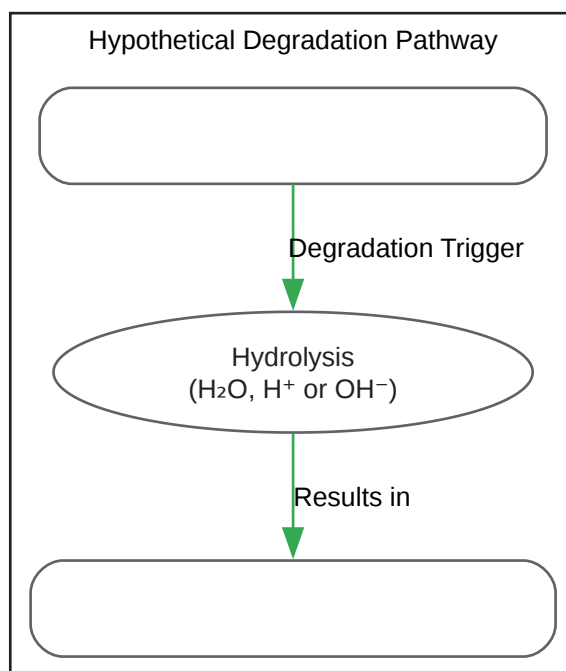 Hypothetical Degradation Pathway
Degradation Trigger
Hydrolysis
(H₂O, H⁺ or OH⁻)
Results in